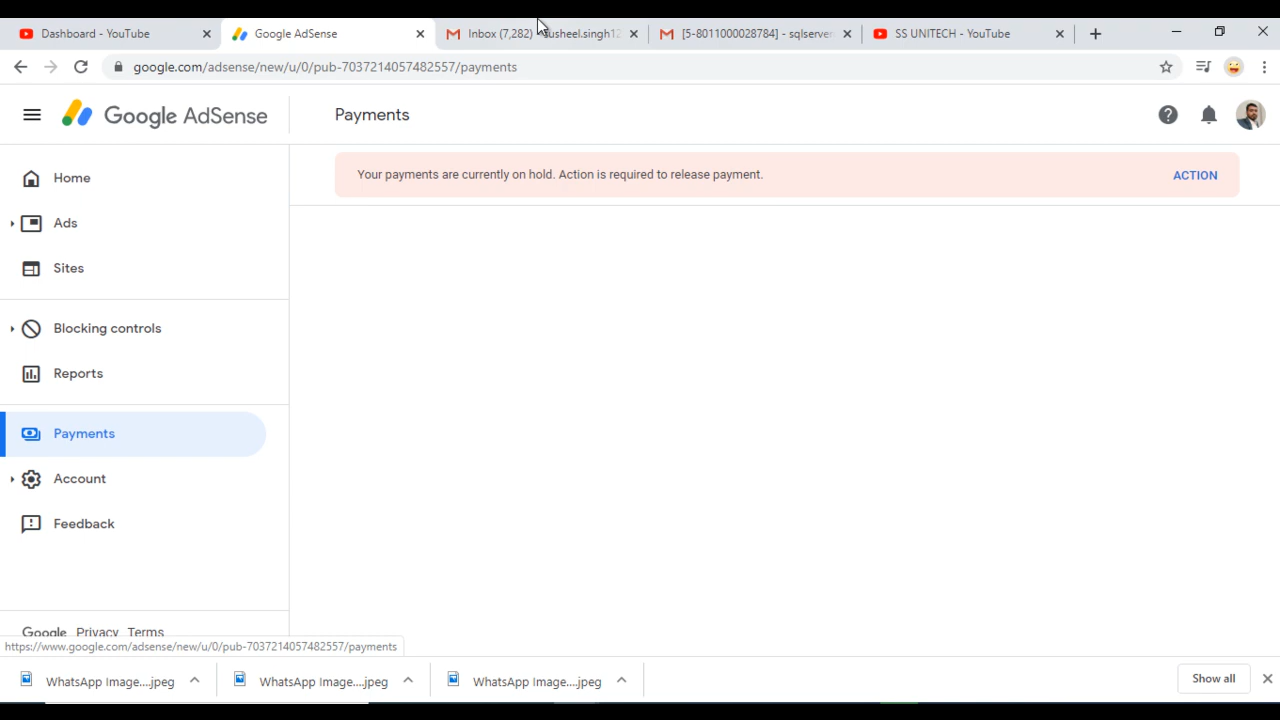 Dashboard - YouTube
Google AdSense
Inbox (7,282) - susheel.singh12
[5-8011000028784] - sqlserver
SS UNITECH - YouTube
google.com/adsense/new/u/0/pub-7037214057482557/payments
Google AdSense
Payments
Home
Ads
Sites
Blocking controls
Reports
Payments
Account
Feedback
Your payments are currently on hold. Action is required to release payment.
ACTION
Google Privacy Terms
https://www.google.com/adsense/new/u/0/pub-7037214057482557/payments
WhatsApp Image....jpeg
WhatsApp Image....jpeg
WhatsApp Image....jpeg
Show all